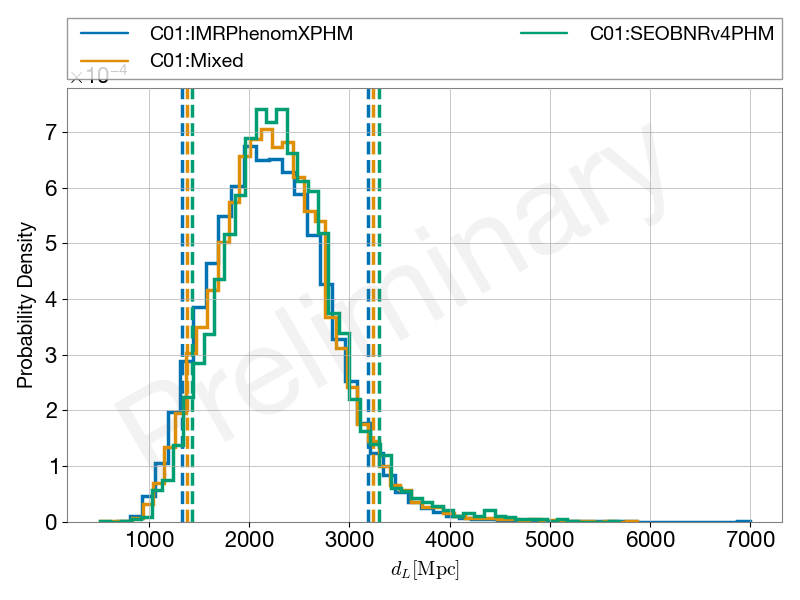 C01:IMRPhenomXPHM
C01:Mixed
C01:SEOBNRv4PHM
×10⁻⁴
7
6
5
4
3
2
1
0
Probability Density
Preliminary
1000 2000 3000 4000 5000 6000 7000
d_L[Mpc]